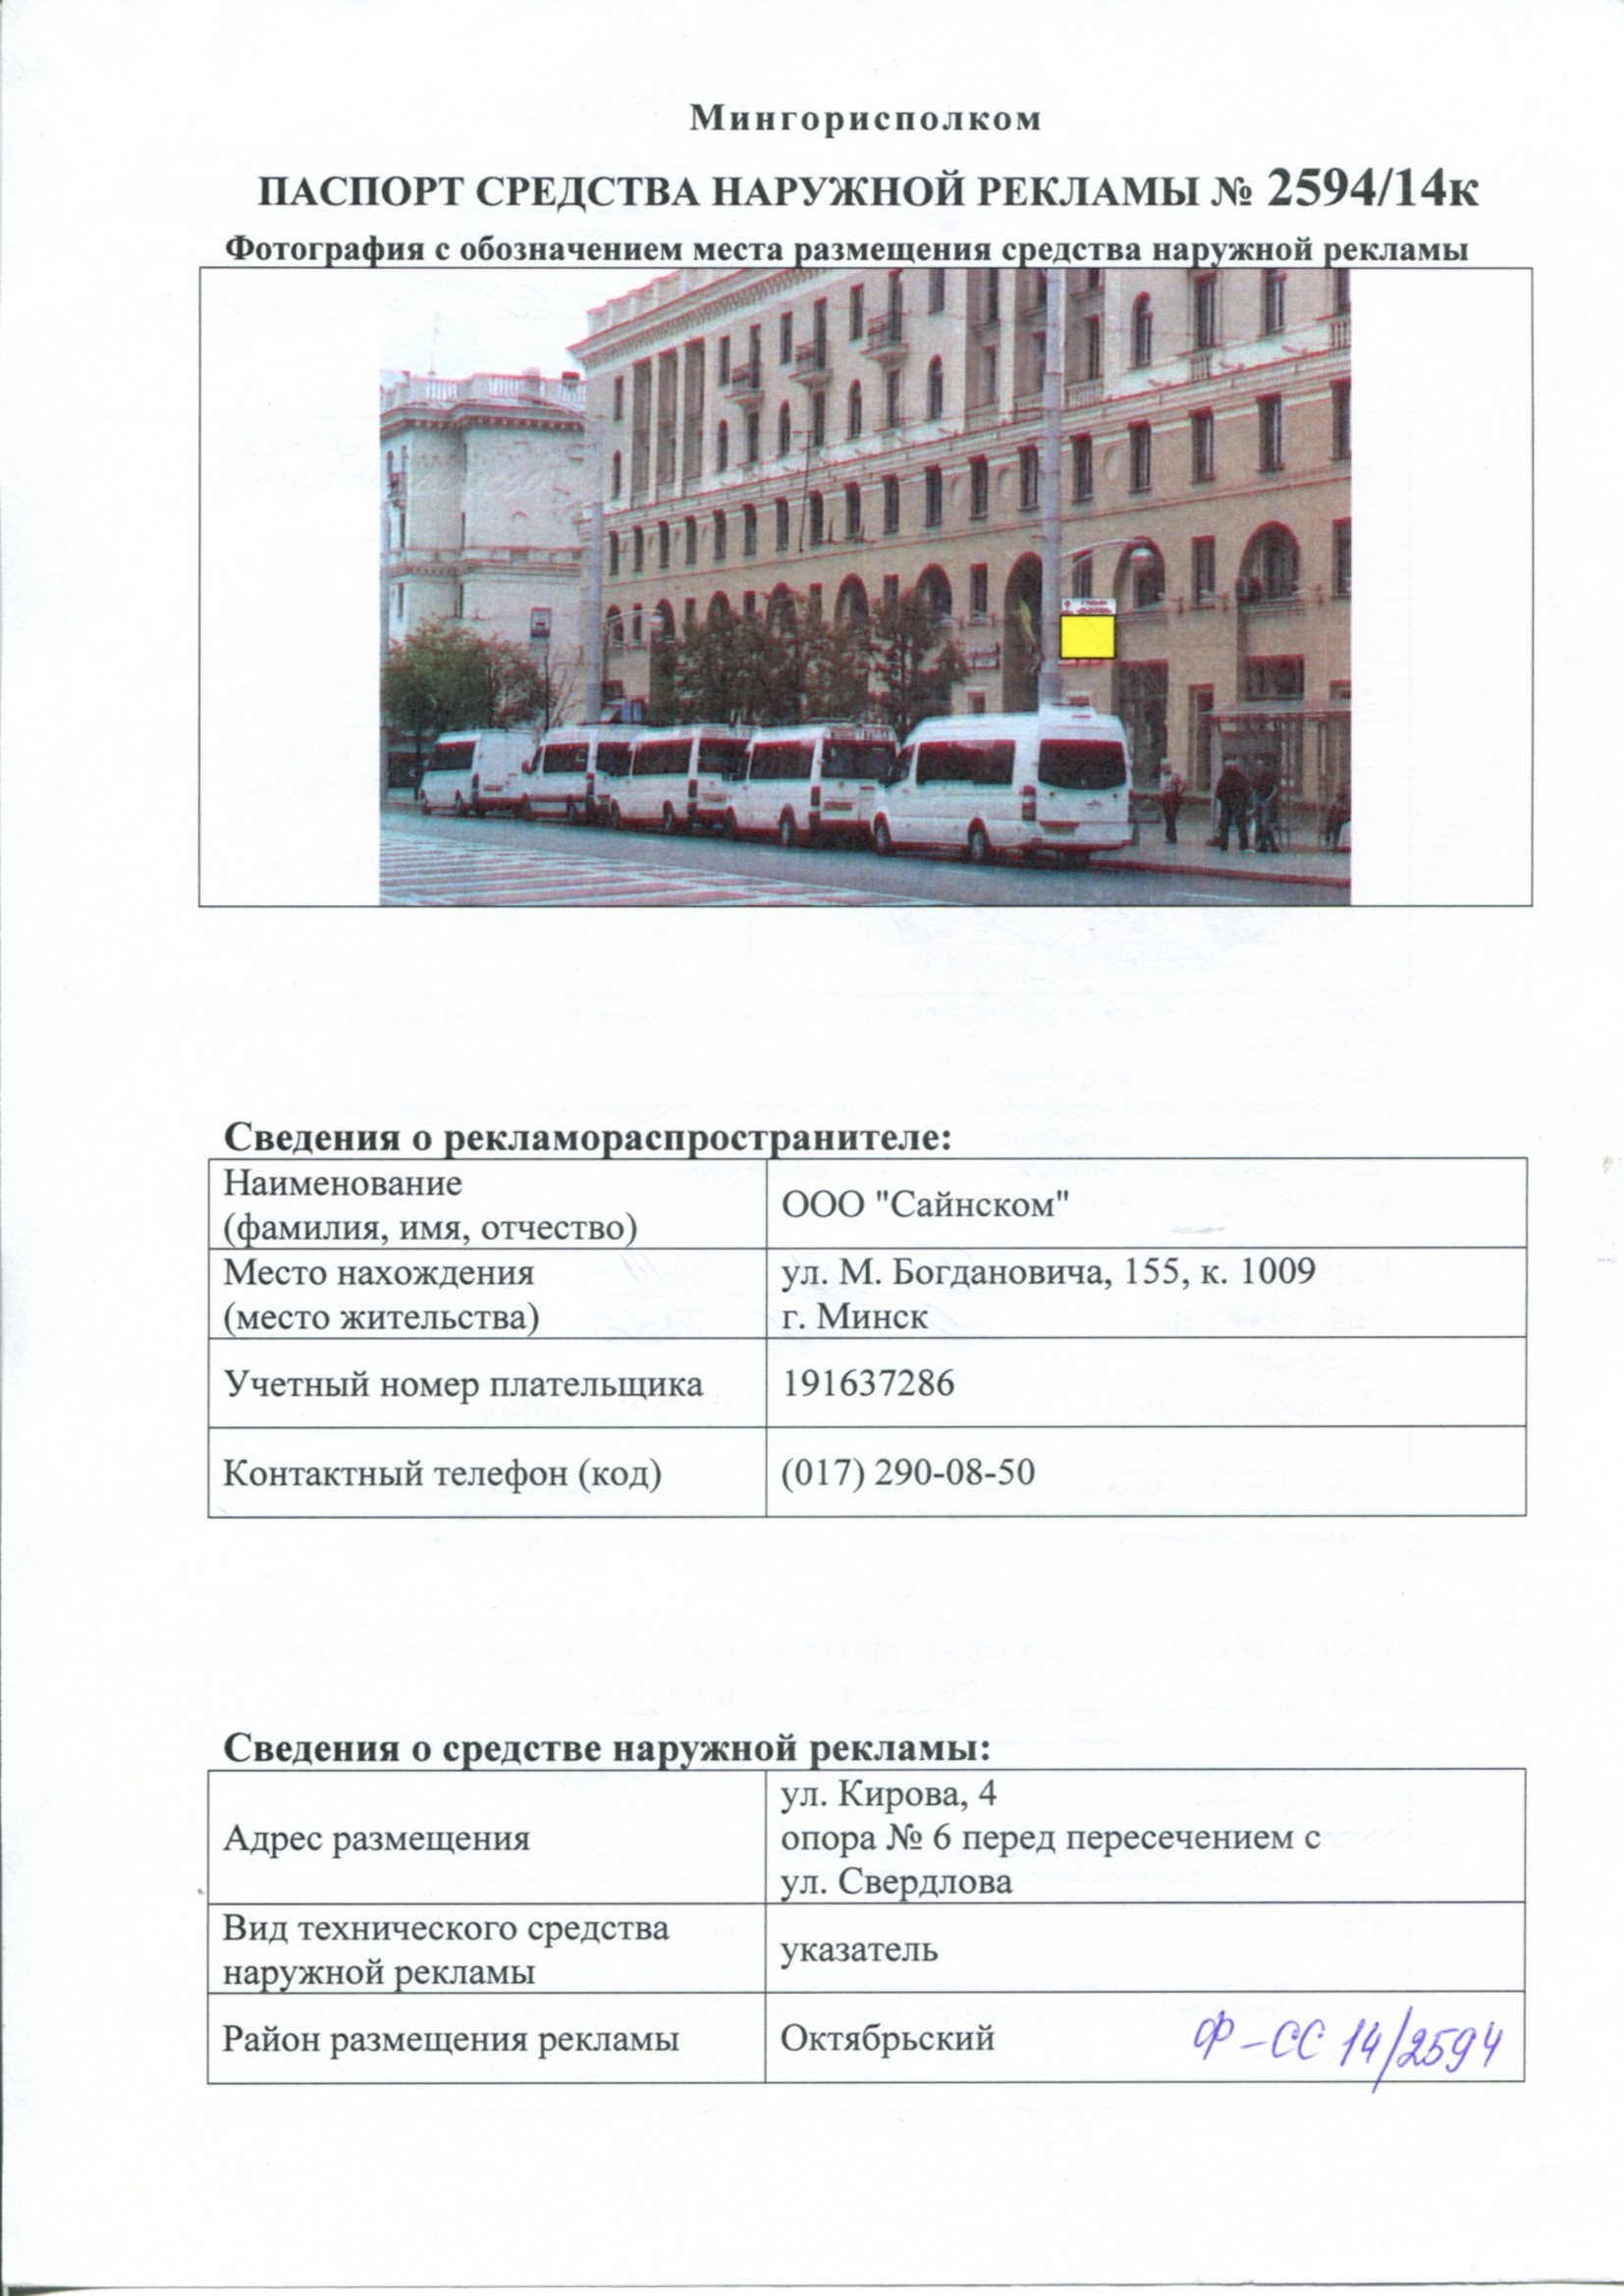 Мингорисполком
ПАСПОРТ СРЕДСТВА НАРУЖНОЙ РЕКЛАМЫ № 2594/14к
Фотография с обозначением места размещения средства наружной рекламы
Сведения о рекламораспространителе:
Наименование
(фамилия, имя, отчество)
ООО "Сайнском"
Место нахождения
(место жительства)
ул. М. Богдановича, 155, к. 1009
г. Минск
Учетный номер плательщика
191637286
Контактный телефон (код)
(017) 290-08-50
Сведения о средстве наружной рекламы:
Адрес размещения
ул. Кирова, 4
опора № 6 перед пересечением с
ул. Свердлова
Вид технического средства
наружной рекламы
указатель
Район размещения рекламы
Октябрьский
Ф-СС 14/2594